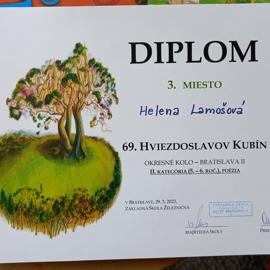 DIPLOM
3. MIESTO
Helena Lamošová
69. HVIEZDOSLAVOV KUBÍN
OKRESNÉ KOLO – BRATISLAVA II
II. KATEGÓRIA (5. – 6. ROČ.), POÉZIA
V BRATISLAVE, 29. 3. 2023,
ZÁKLADNÁ ŠKOLA ŽELEZNIČNÁ
RIADITEĽKA ŠKOLY